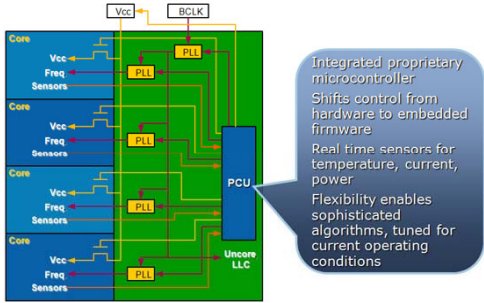 Vcc
BCLK
Core
Vcc
Freq
Sensors
PLL
PLL
Core
Vcc
Freq
Sensors
PLL
Core
Vcc
Freq
Sensors
PLL
Core
Vcc
Freq
Sensors
PLL
PCU
Uncore
LLC
Integrated proprietary
microcontroller
Shifts control from
hardware to embedded
firmware
Real time sensors for
temperature, current,
power
Flexibility enables
sophisticated
algorithms, tuned for
current operating
conditions